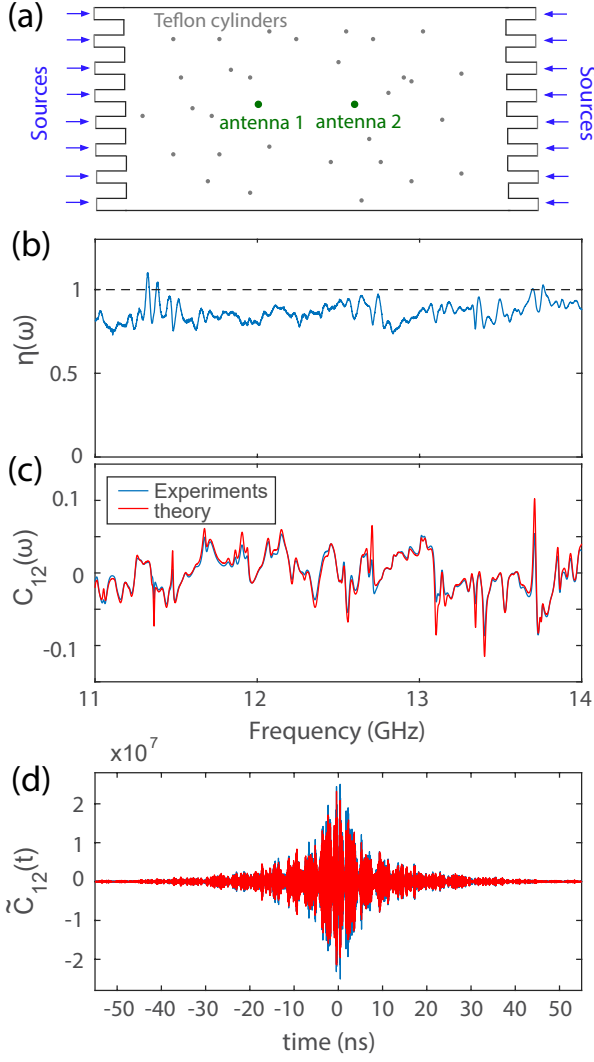 (a)
Teflon cylinders
Sources
Sources
antenna 1 antenna 2
(b)
1
0.5
0
η(ω)
(c)
Experiments
theory
0.1
0
-0.1
C₁₂(ω)
11 12 13 14
Frequency (GHz)
x10⁷
(d)
2
1
0
-1
-2
C̃₁₂(t)
-50 -40 -30 -20 -10 0 10 20 30 40 50
time (ns)